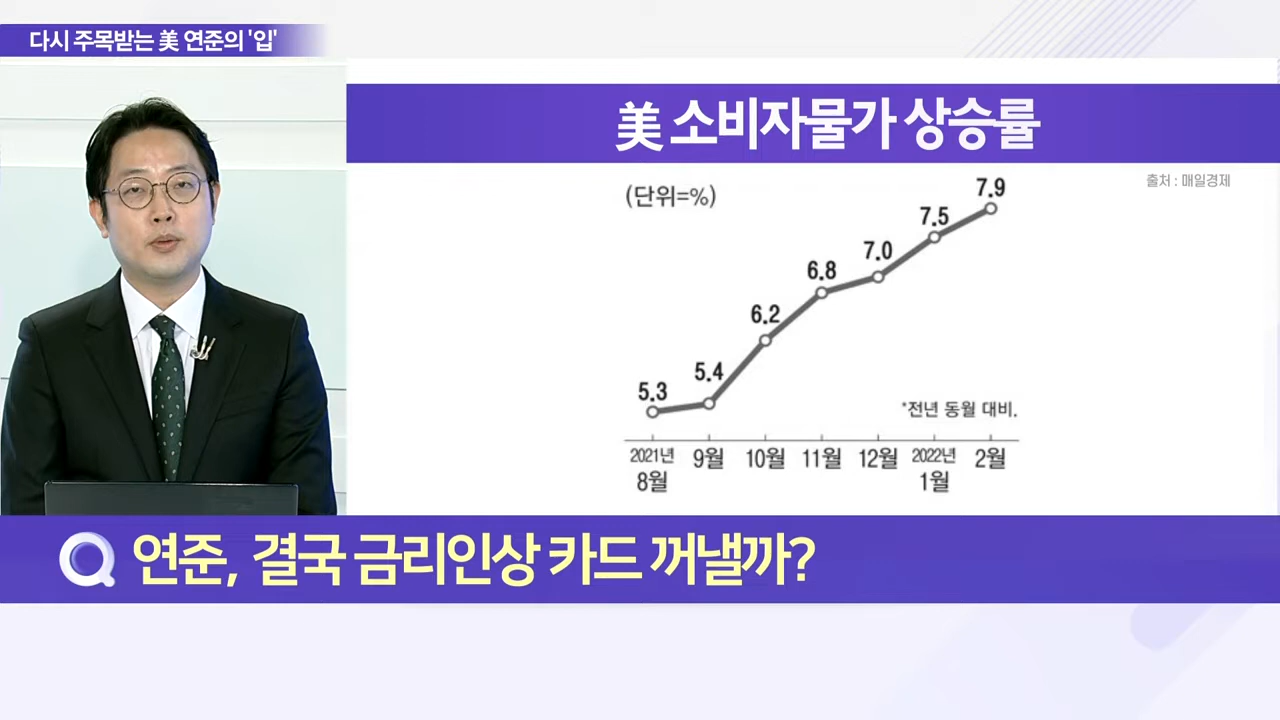 다시 주목받는 美 연준의 '입'
美 소비자물가 상승률
출처 : 매일경제
(단위=%)
5.3
5.4
6.2
6.8
7.0
7.5
7.9
*전년 동월 대비.
2021년 8월
9월
10월
11월
12월
2022년 1월
2월
Q 연준, 결국 금리인상 카드 꺼낼까?